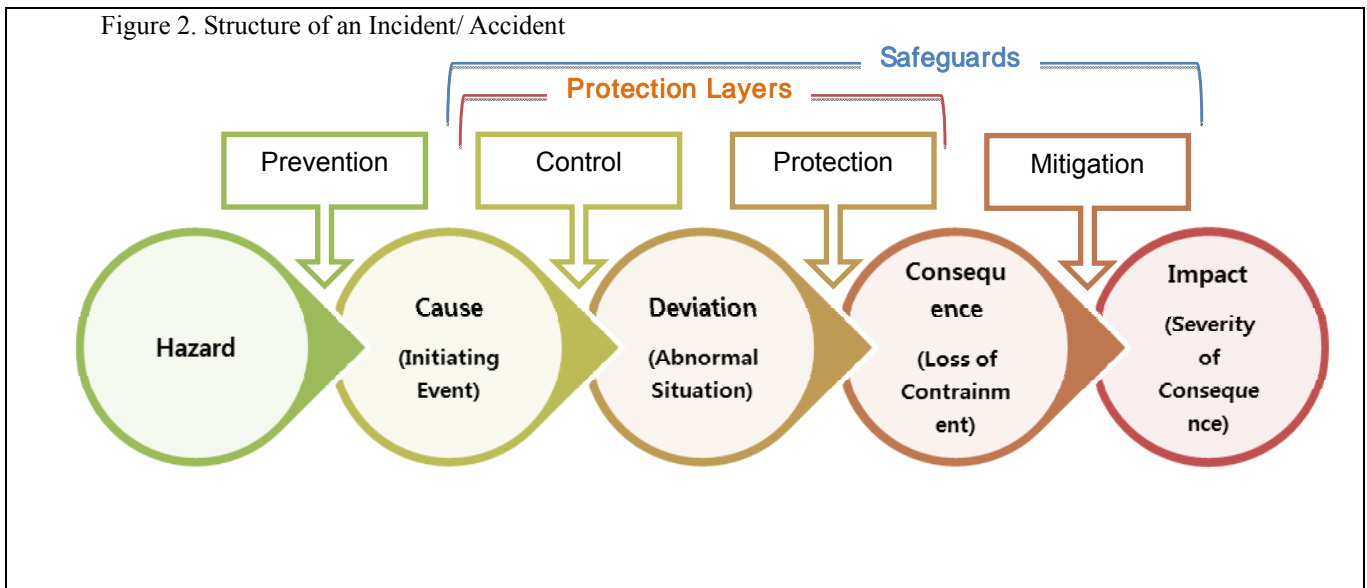 Figure 2. Structure of an Incident/ Accident
Safeguards
Protection Layers
Prevention
Control
Protection
Mitigation
Hazard
Cause
(Initiating
Event)
Deviation
(Abnormal
Situation)
Consequ
ence
(Loss of
Contrainm
ent)
Impact
(Severity
of
Conseque
nce)